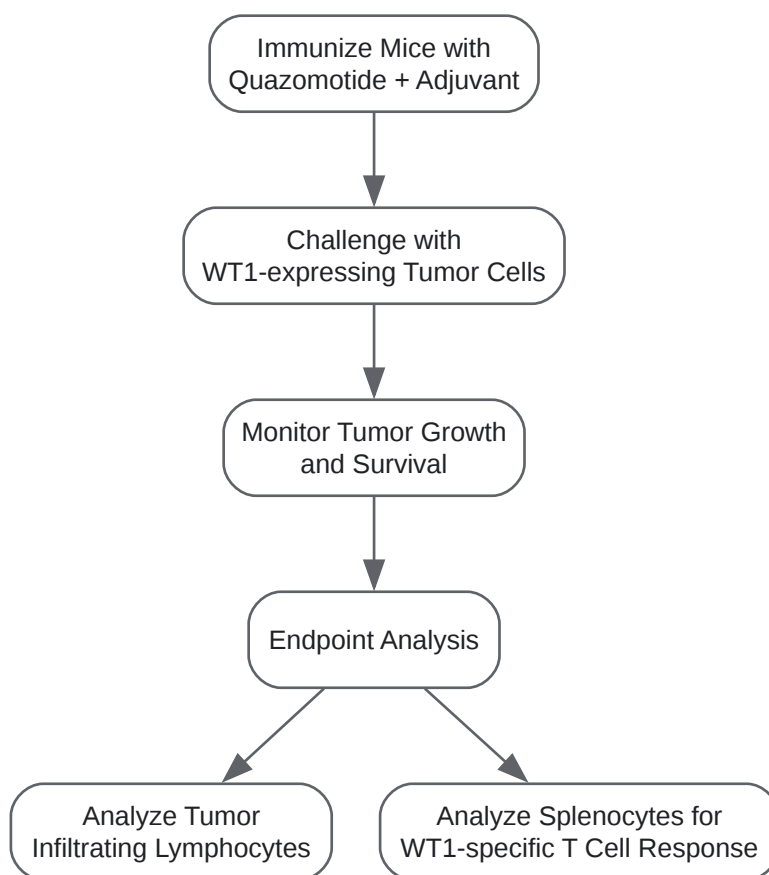 Immunize Mice with
Quazomotide + Adjuvant
Challenge with
WT1-expressing Tumor Cells
Monitor Tumor Growth
and Survival
Endpoint Analysis
Analyze Tumor
Infiltrating Lymphocytes
Analyze Splenocytes for
WT1-specific T Cell Response